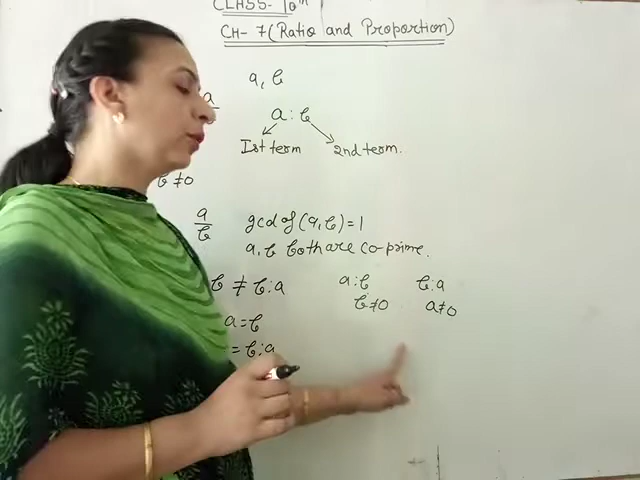 CLASS- 10th
CH- 7 (Ratio and Proportion)
a, b
a
a : b
Ist term 2nd term.
b ≠ 0
a/b gcd of (a, b) = 1
a, b both are co-prime.
b ≠ b : a a : b b : a
b ≠ 0 a ≠ 0
a = b
= b : a